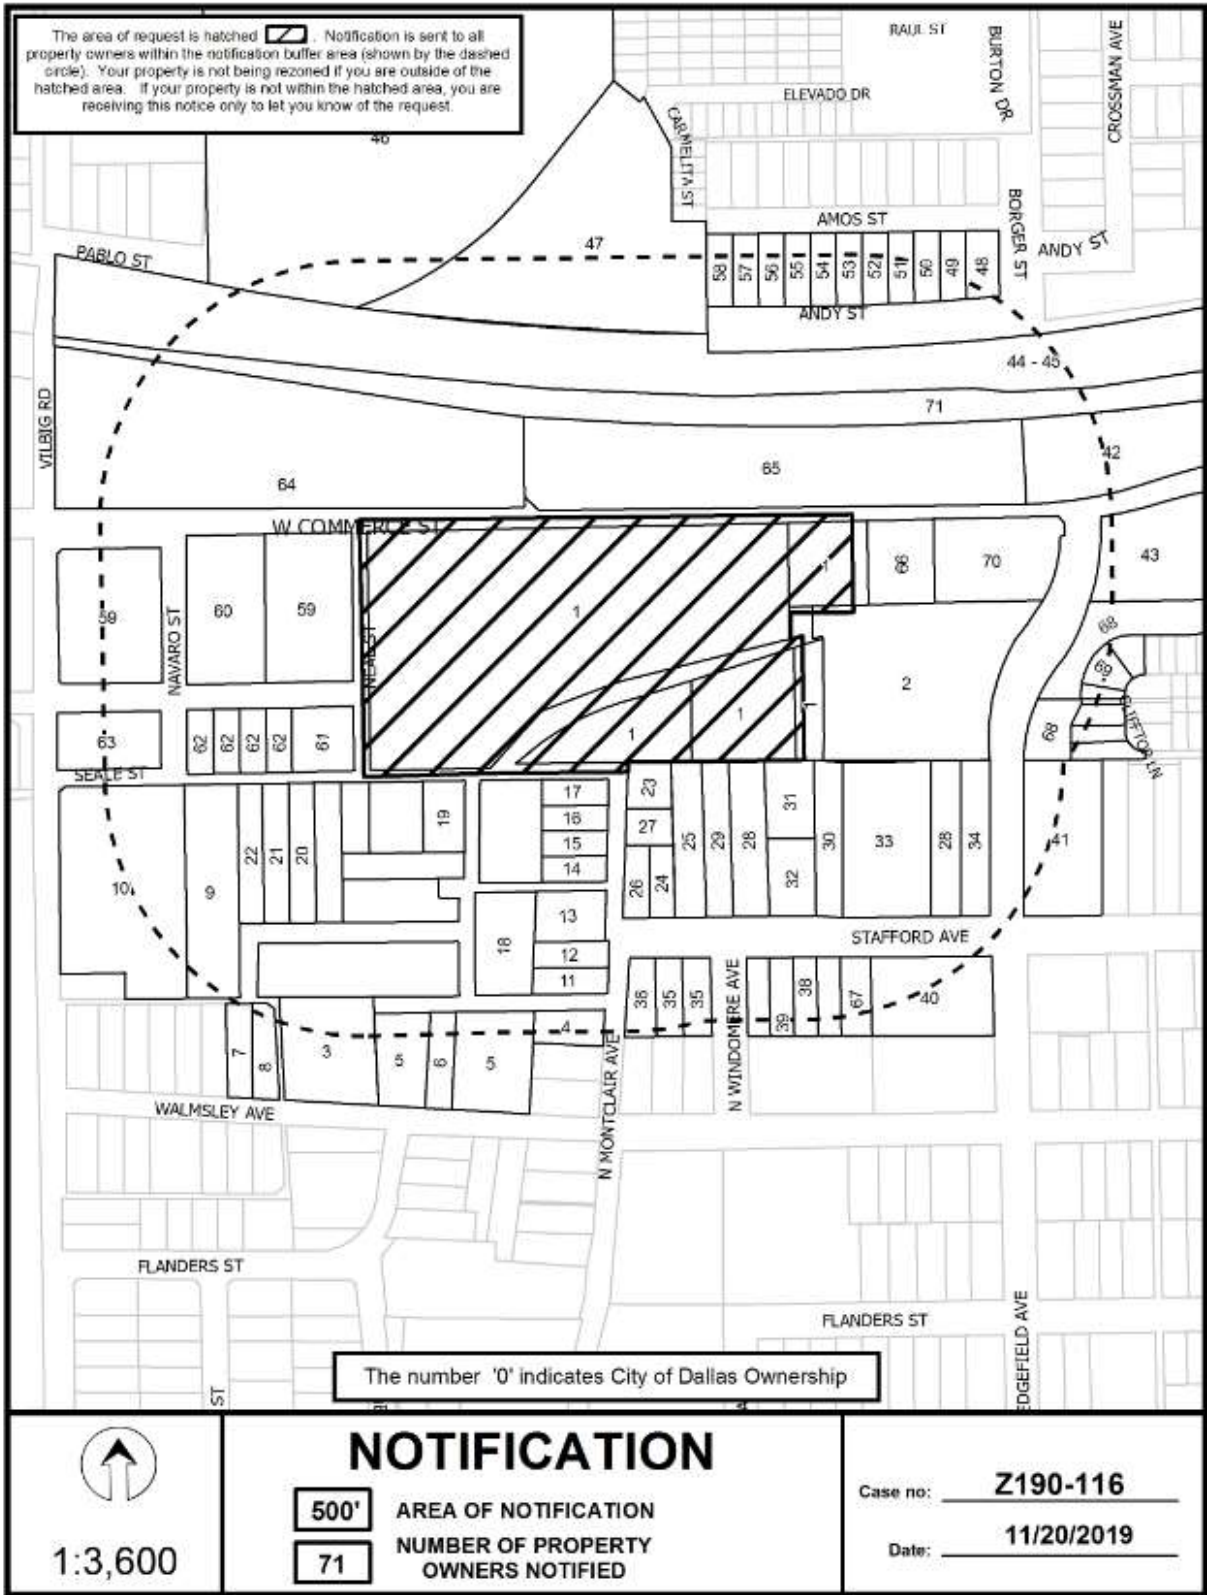 The area of request is hatched . Notification is sent to all
property owners within the notification buffer area (shown by the dashed
circle). Your property is not being rezoned if you are outside of the
hatched area. If your property is not within the hatched area, you are
receiving this notice only to let you know of the request.
RAUL ST
BURTON DR
CROSSMAN AVE
ELEVADO DR
CARMELITA ST
46
AMOS ST
BORGER ST
ANDY ST
47
PABLO ST
58
57
56
55
54
53
52
51
50
49
48
ANDY ST
44 - 45
71
VILBIG RD
42
65
64
W COMMERCE ST
59
NAVARO ST
60
59
NEAL ST
1
1
66
70
43
68
69
2
1
1
1
CLIFFTOP LN
68
63
62
62
62
62
61
SEALE ST
10
9
22
21
20
19
17
16
15
14
23
27
26
24
25
29
28
31
32
30
33
28
34
41
13
12
11
18
STAFFORD AVE
36
35
35
N WINDOMERE AVE
39
38
67
40
7
8
3
5
6
5
4
N MONTCLAIR AVE
WALMSLEY AVE
FLANDERS ST
FLANDERS ST
EDGEFIELD AVE
ST
The number '0' indicates City of Dallas Ownership
1:3,600
NOTIFICATION
500' AREA OF NOTIFICATION
71 NUMBER OF PROPERTY
OWNERS NOTIFIED
Case no: Z190-116
Date: 11/20/2019